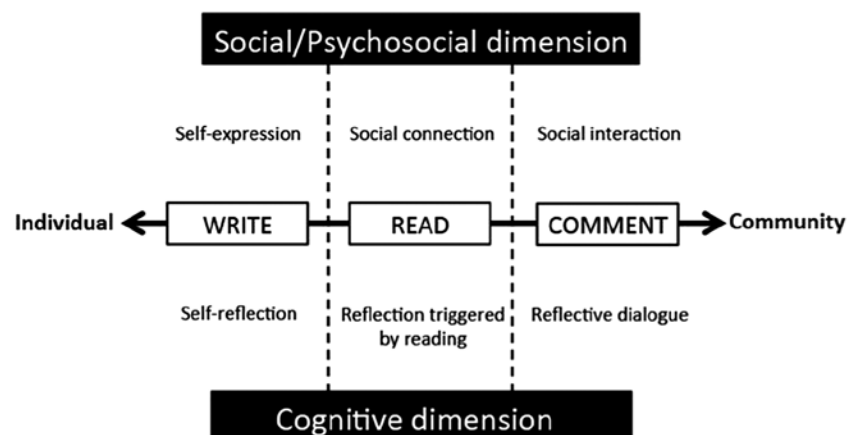 Social/Psychosocial dimension
Self-expression
Social connection
Social interaction
Individual
WRITE
READ
COMMENT
Community
Self-reflection
Reflection triggered
by reading
Reflective dialogue
Cognitive dimension